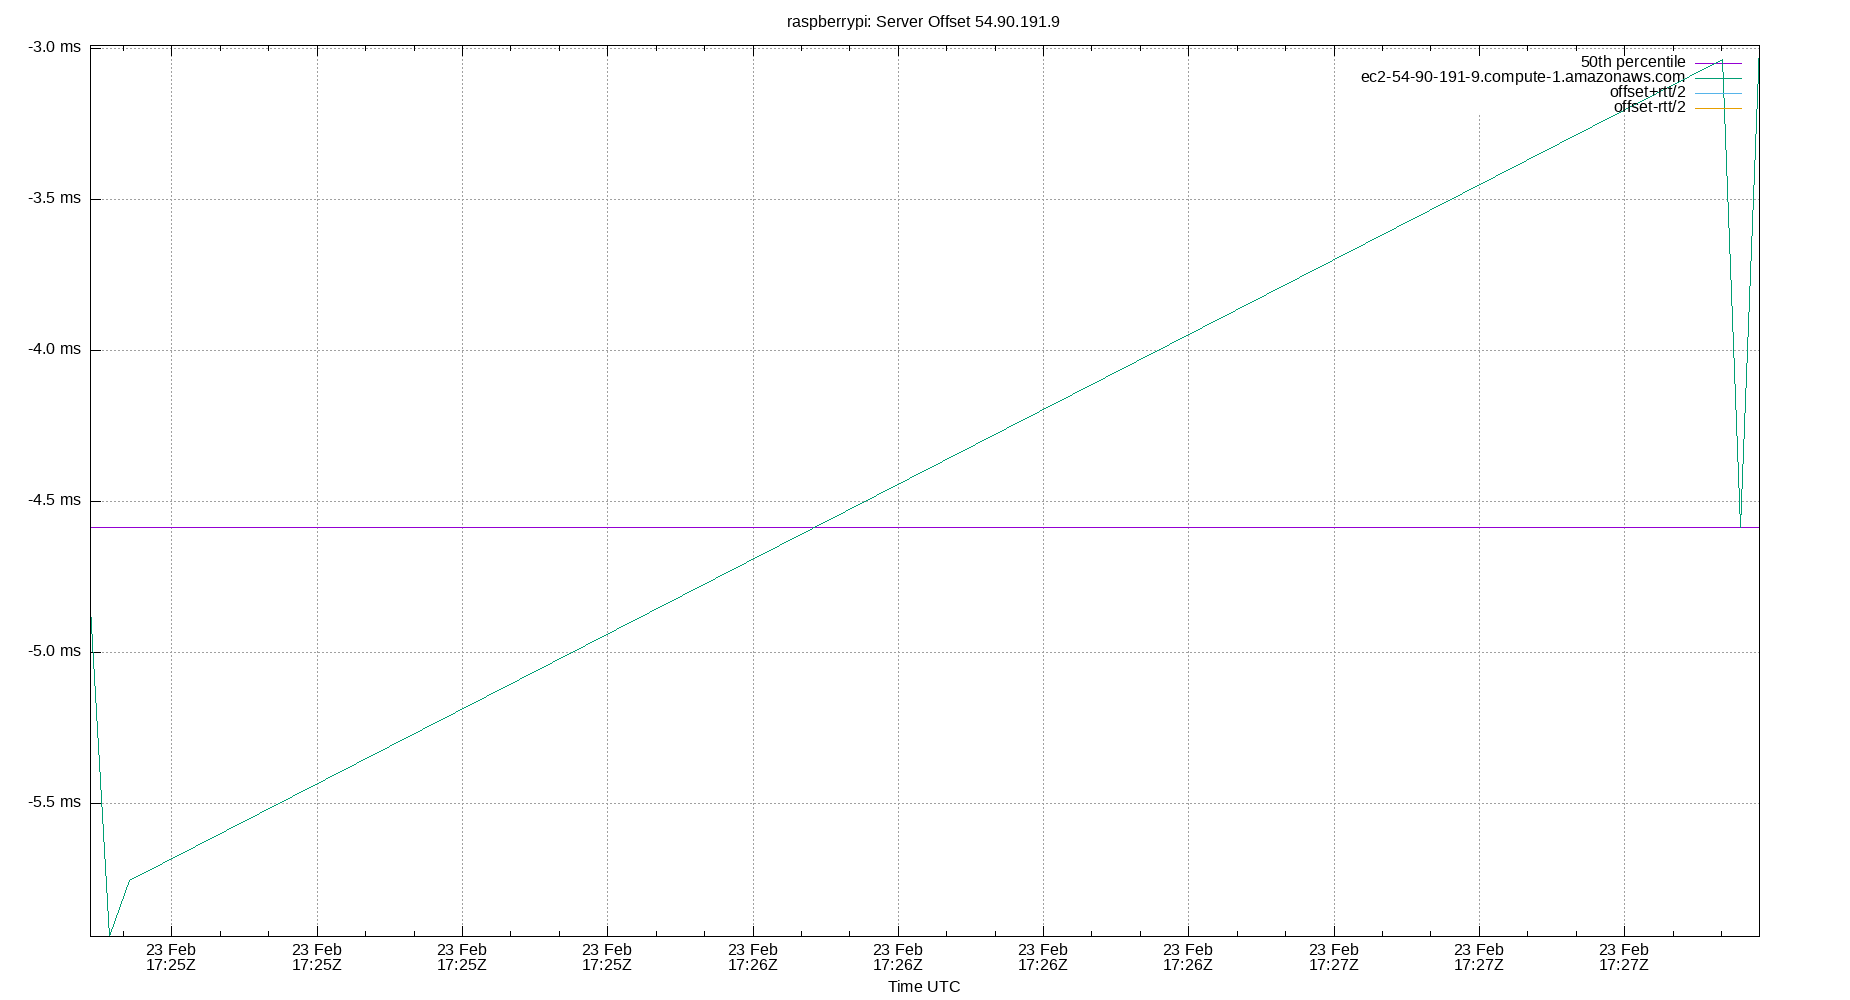 raspberrypi: Server Offset 54.90.191.9
-3.0 ms
50th percentile
ec2-54-90-191-9.compute-1.amazonaws.com
offset+rtt/2
offset-rtt/2
-3.5 ms
-4.0 ms
-4.5 ms
-5.0 ms
-5.5 ms
23 Feb 23 Feb 23 Feb 23 Feb 23 Feb 23 Feb 23 Feb 23 Feb 23 Feb 23 Feb 23 Feb
17:25Z 17:25Z 17:25Z 17:25Z 17:26Z 17:26Z 17:26Z 17:26Z 17:27Z 17:27Z 17:27Z
Time UTC